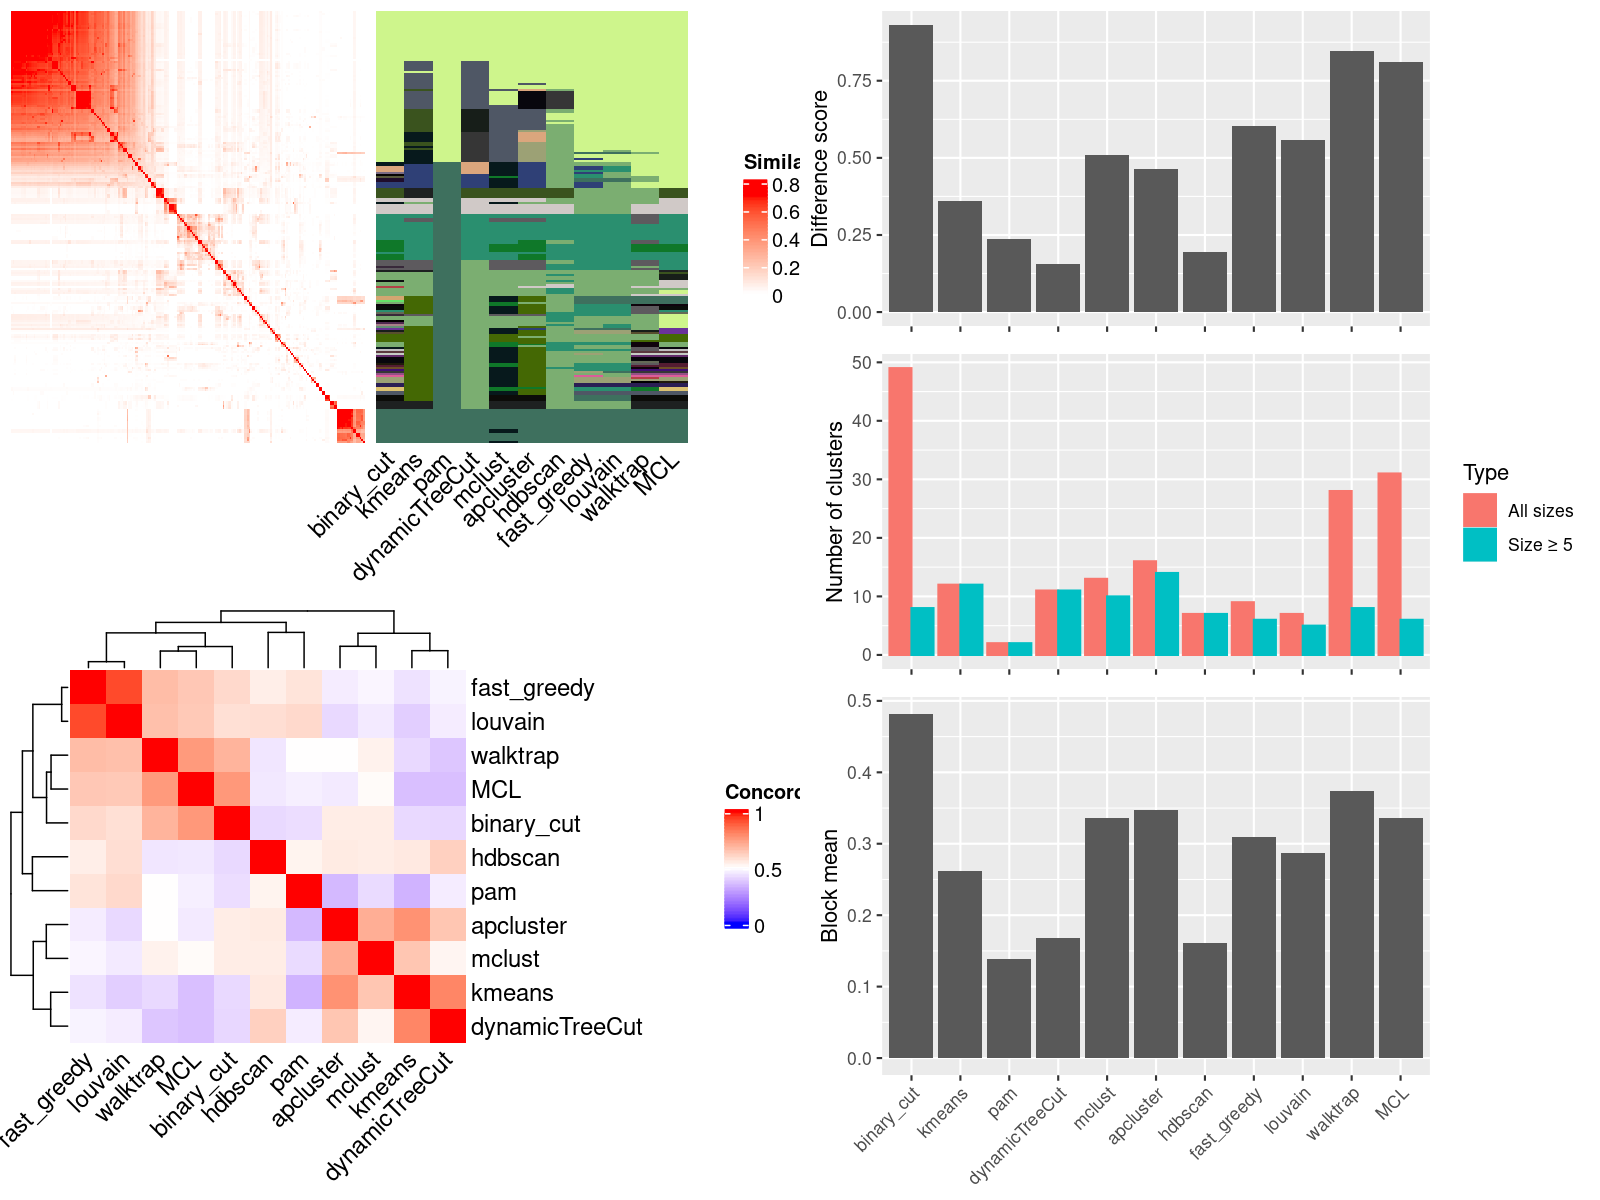 Simila
0.8
0.6
0.4
0.2
0
binary_cut
kmeans
pam
dynamicTreeCut
mclust
apcluster
hdbscan
fast_greedy
louvain
walktrap
MCL
Difference score
0.75
0.50
0.25
0.00
Number of clusters
50
40
30
20
10
0
Type
All sizes
Size ≥ 5
Block mean
0.5
0.4
0.3
0.2
0.1
0.0
binary_cut
kmeans
pam
dynamicTreeCut
mclust
apcluster
hdbscan
fast_greedy
louvain
walktrap
MCL
fast_greedy
louvain
walktrap
MCL
binary_cut
hdbscan
pam
apcluster
mclust
kmeans
dynamicTreeCut
Concord
1
0.5
0
fast_greedy
louvain
walktrap
MCL
binary_cut
hdbscan
pam
apcluster
mclust
kmeans
dynamicTreeCut